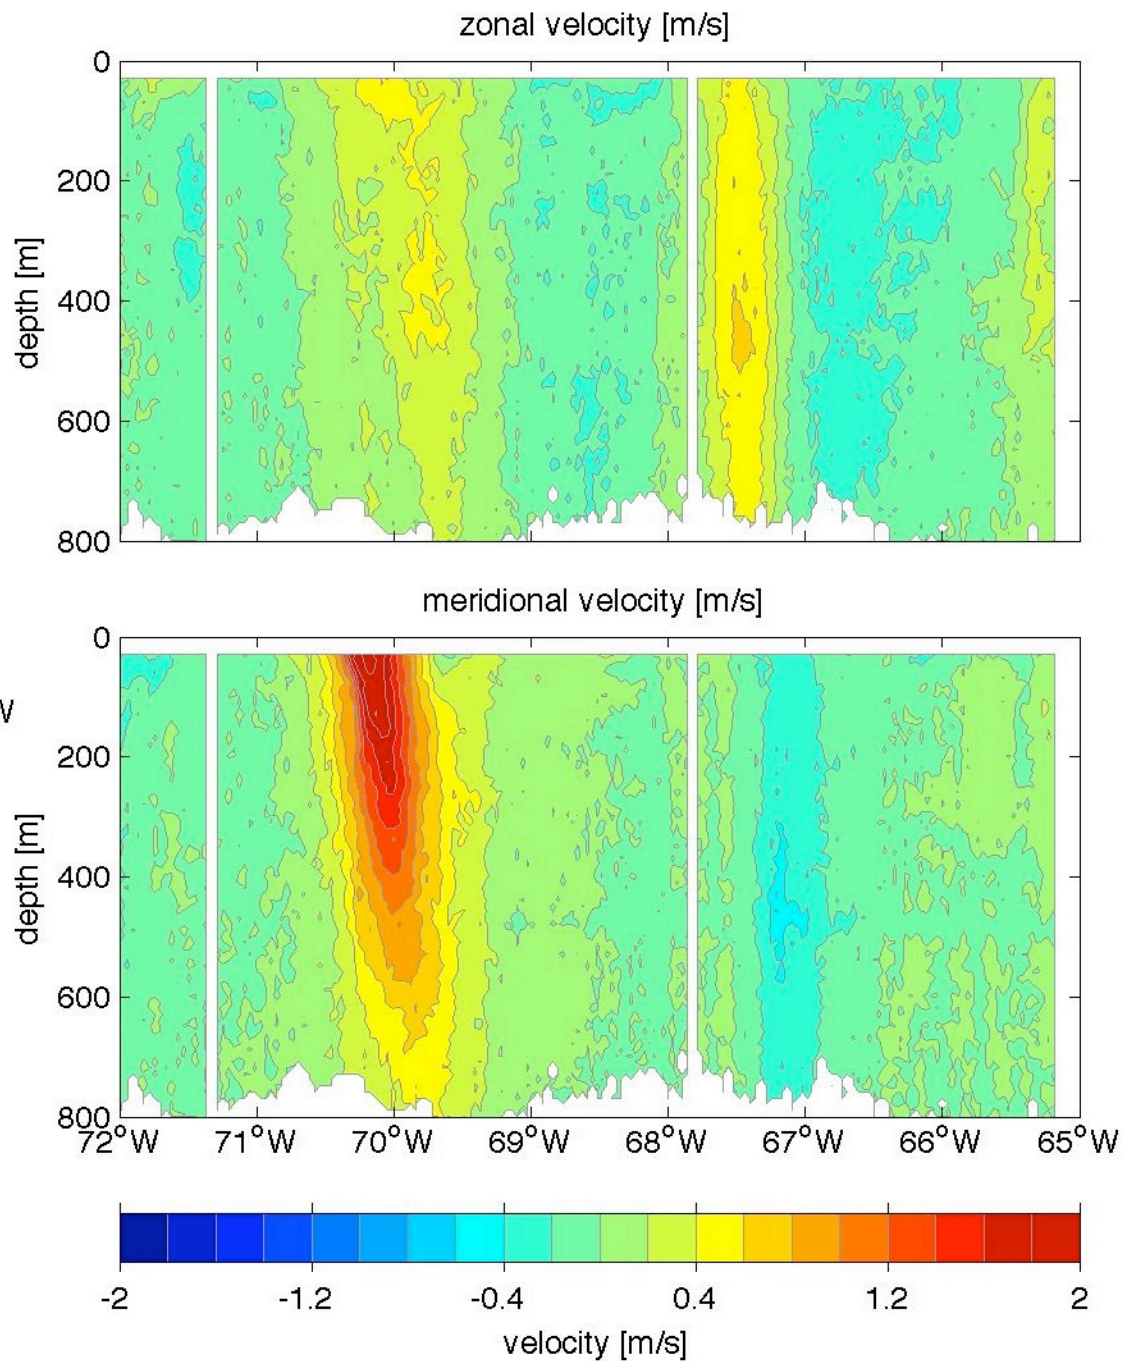 zonal velocity [m/s]
0
200
400
600
800
depth [m]
meridional velocity [m/s]
W
0
200
400
600
800
depth [m]
72°W 71°W 70°W 69°W 68°W 67°W 66°W 65°W
-2 -1.2 -0.4 0.4 1.2 2
velocity [m/s]